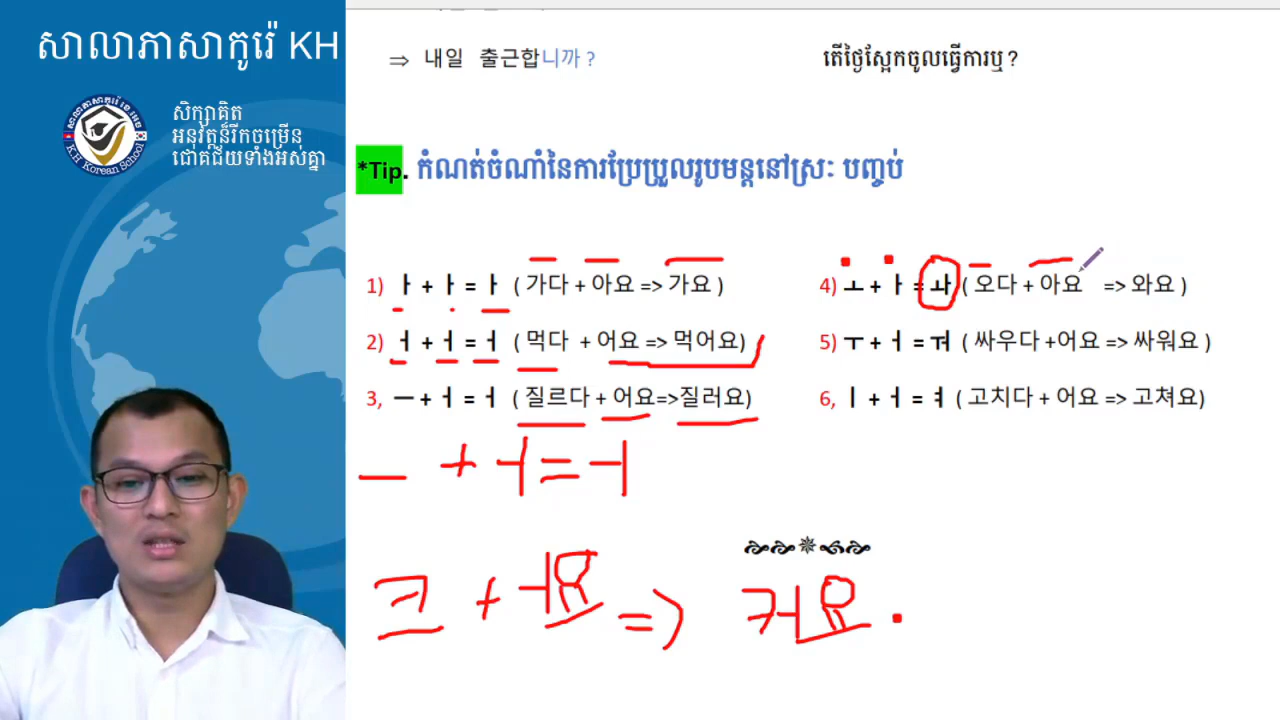 សាលាភាសាកូរ៉េ KH
សិក្សាគិត
អនុវត្តន៍រីកចម្រើន
ជោគជ័យទាំងអស់គ្នា
K.H Korean School
⇒ 내일 출근합니까 ?
តើថ្ងៃស្អែកចូលធ្វើការឬ ?
*Tip. កំណត់ចំណាំនៃការប្រែប្រួលរូបមន្តនៅស្រៈ បញ្ចប់
1) ㅏ + ㅏ = ㅏ ( 가다 + 아요 => 가요 )
2) ㅓ + ㅓ = ㅓ ( 먹다 + 어요 => 먹어요)
3, ㅡ + ㅓ = ㅓ ( 질르다 + 어요=>질러요)
4) ㅗ + ㅏ = ㅘ ( 오다 + 아요 => 와요 )
5) ㅜ + ㅓ = ㅝ ( 싸우다 +어요 => 싸워요 )
6, ㅣ + ㅓ = ㅕ ( 고치다 + 어요 => 고쳐요)
ㅡ + ㅓ = ㅓ
크 + ㅓ요 => 커요.